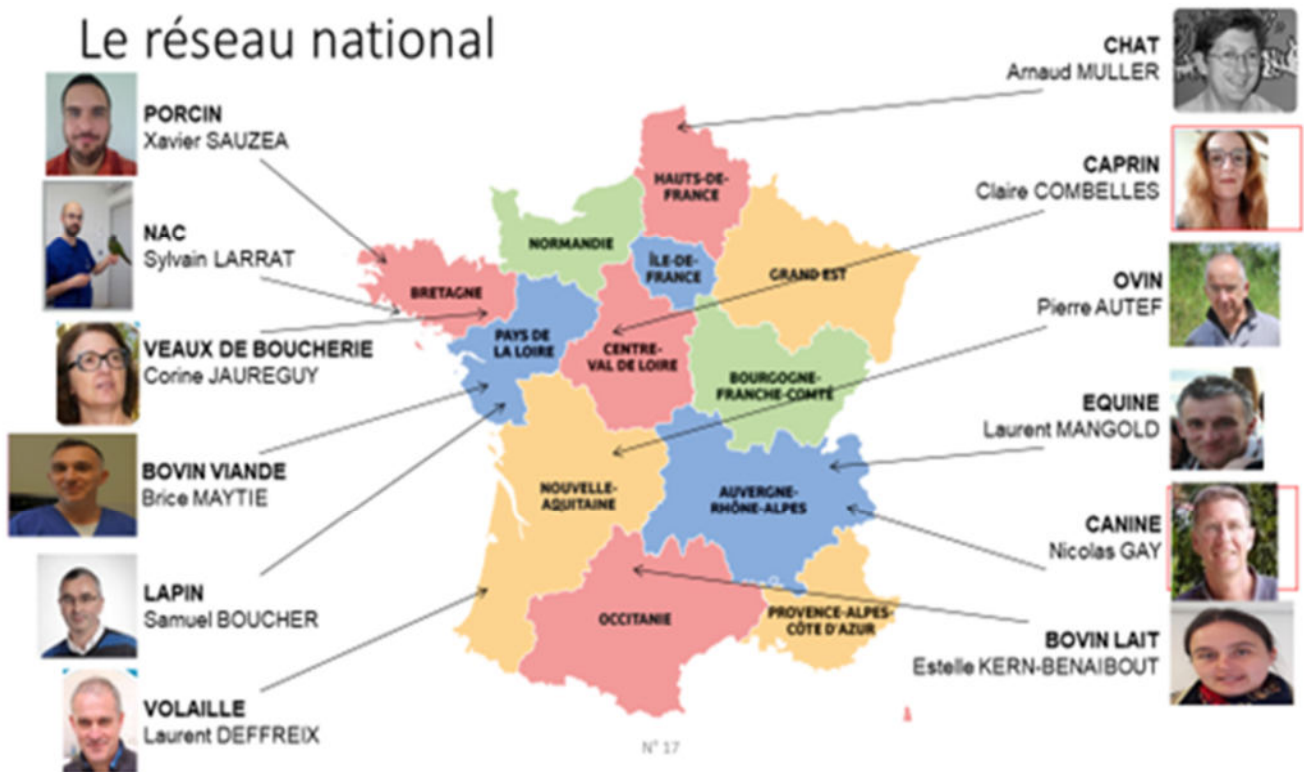 Le réseau national
PORCIN
Xavier SAUZEA
NAC
Sylvain LARRAT
VEAUX DE BOUCHERIE
Corine JAUREGUY
BOVIN VIANDE
Brice MAYTIE
LAPIN
Samuel BOUCHER
VOLAILLE
Laurent DEFFREIX
HAUTS-DE-
FRANCE
NORMANDIE
ÎLE-DE-
FRANCE
GRAND EST
BRETAGNE
PAYS DE
LA LOIRE
CENTRE-
VAL DE LOIRE
BOURGOGNE-
FRANCHE-COMTÉ
NOUVELLE-
AQUITAINE
AUVERGNE-
RHÔNE-ALPES
OCCITANIE
PROVENCE-ALPES-
CÔTE D'AZUR
CHAT
Arnaud MULLER
CAPRIN
Claire COMBELLES
OVIN
Pierre AUTEF
EQUINE
Laurent MANGOLD
CANINE
Nicolas GAY
BOVIN LAIT
Estelle KERN-BENAIBOUT
N° 17